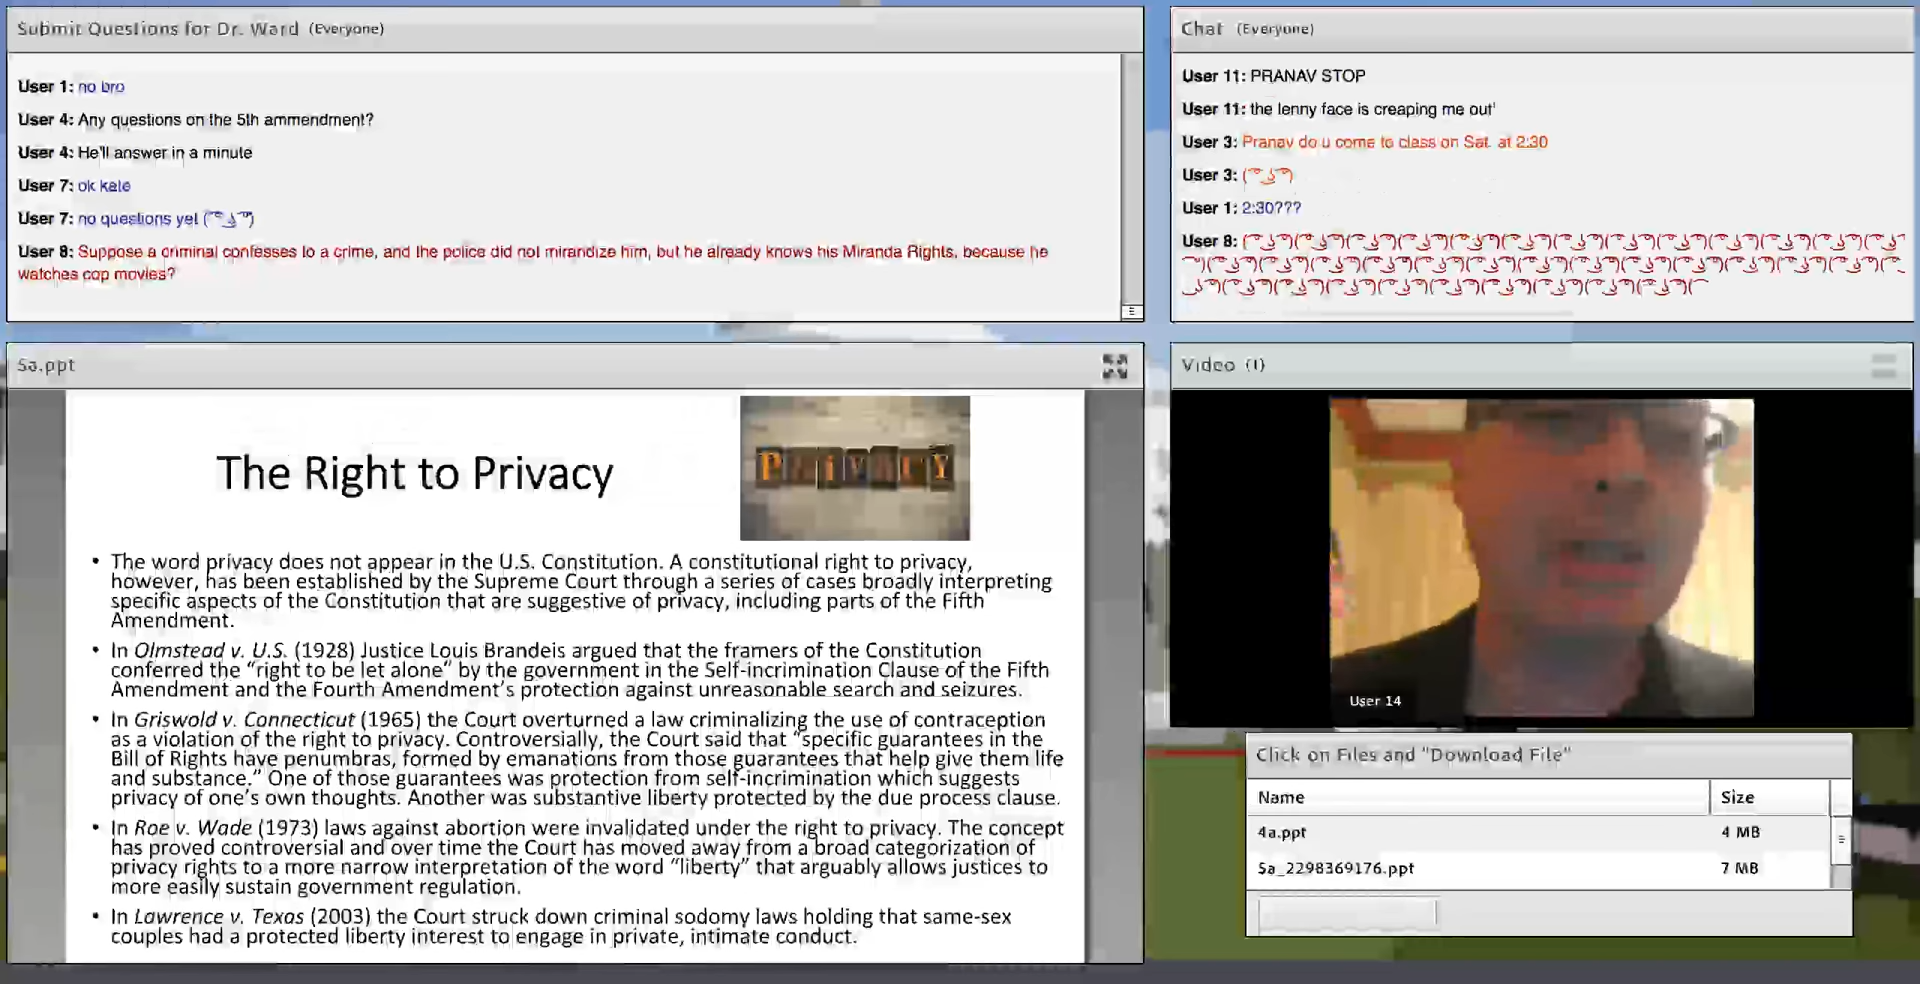 Submit Questions for Dr. Ward (Everyone)
User 1: no bro
User 4: Any questions on the 5th ammendment?
User 4: He'll answer in a minute
User 7: ok kate
User 7: no questions yet ( ͡° ͜ʖ ͡°)
User 8: Suppose a criminal confesses to a crime, and the police did not mirandize him, but he already knows his Miranda Rights, because he
watches cop movies?
Chat (Everyone)
User 11: PRANAV STOP
User 11: the lenny face is creaping me out'
User 3: Pranav do u come to class on Sat. at 2:30
User 3: ( ͡° ͜ʖ ͡°)
User 1: 2:30???
User 8:
5a.ppt
The Right to Privacy
PRIVACY
• The word privacy does not appear in the U.S. Constitution. A constitutional right to privacy,
however, has been established by the Supreme Court through a series of cases broadly interpreting
specific aspects of the Constitution that are suggestive of privacy, including parts of the Fifth
Amendment.
• In Olmstead v. U.S. (1928) Justice Louis Brandeis argued that the framers of the Constitution
conferred the “right to be let alone” by the government in the Self-incrimination Clause of the Fifth
Amendment and the Fourth Amendment’s protection against unreasonable search and seizures.
• In Griswold v. Connecticut (1965) the Court overturned a law criminalizing the use of contraception
as a violation of the right to privacy. Controversially, the Court said that “specific guarantees in the
Bill of Rights have penumbras, formed by emanations from those guarantees that help give them life
and substance.” One of those guarantees was protection from self-incrimination which suggests
privacy of one’s own thoughts. Another was substantive liberty protected by the due process clause.
• In Roe v. Wade (1973) laws against abortion were invalidated under the right to privacy. The concept
has proved controversial and over time the Court has moved away from a broad categorization of
privacy rights to a more narrow interpretation of the word “liberty” that arguably allows justices to
more easily sustain government regulation.
• In Lawrence v. Texas (2003) the Court struck down criminal sodomy laws holding that same-sex
couples had a protected liberty interest to engage in private, intimate conduct.
Video (1)
User 14
Click on Files and "Download File"
Name Size
4a.ppt 4 MB
5a_2298369176.ppt 7 MB